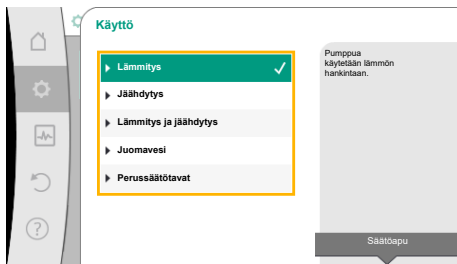 Käyttö
Lämmitys
Jäähdytys
Lämmitys ja jäähdytys
Juomavesi
Perussäätötavat
Pumppua
käytetään lämmön
hankintaan.
Säätöapu